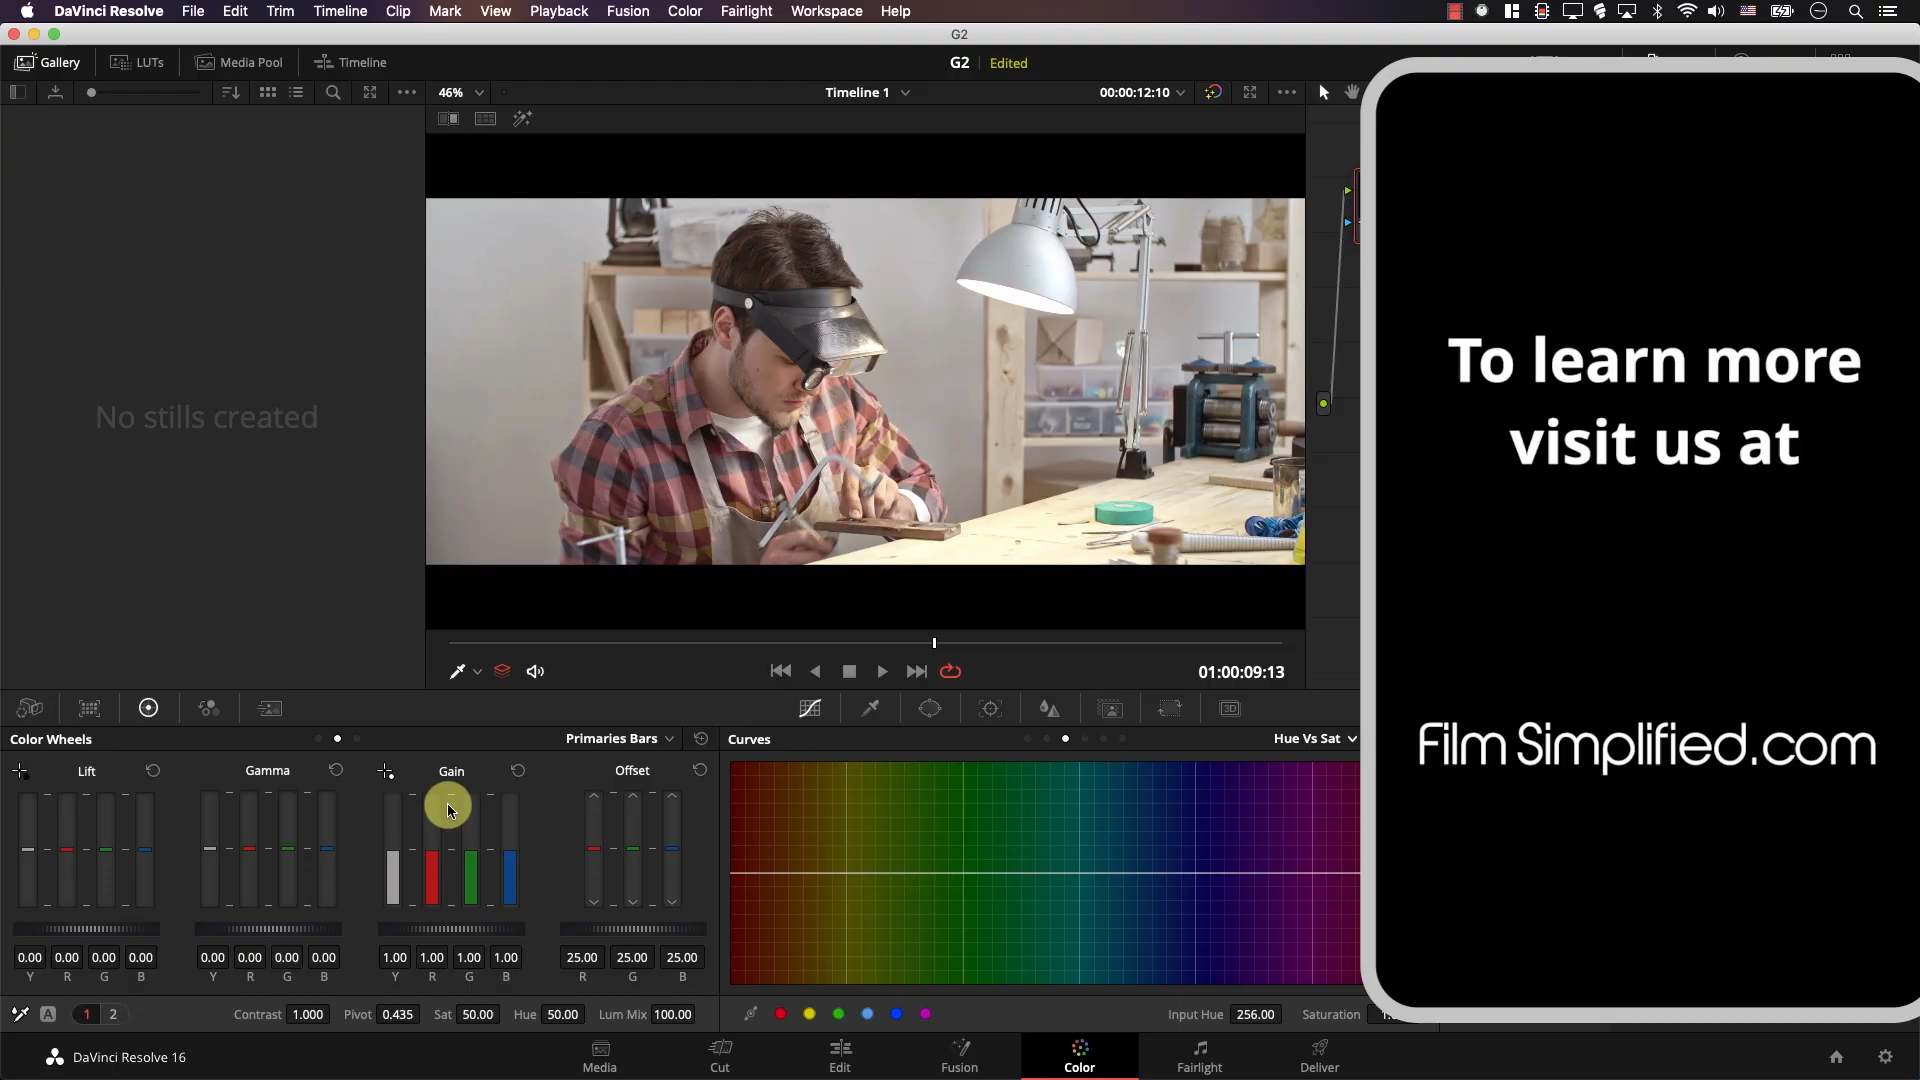 DaVinci Resolve File Edit Trim Timeline Clip Mark View Playback Fusion Color Fairlight Workspace Help
G2
Gallery LUTs Media Pool Timeline G2 Edited
46% Timeline 1 00:00:12:10
No stills created
To learn more
visit us at
FilmSimplified.com
01:00:09:13
3D
Color Wheels Primaries Bars Curves Hue Vs Sat
Lift Gamma Gain Offset
0.00 0.00 0.00 0.00 0.00 0.00 0.00 0.00 1.00 1.00 1.00 1.00 25.00 25.00 25.00
Y R G B Y R G B Y R G B R G B
A 1 2 Contrast 1.000 Pivot 0.435 Sat 50.00 Hue 50.00 Lum Mix 100.00 Input Hue 256.00 Saturation
DaVinci Resolve 16 Media Cut Edit Fusion Color Fairlight Deliver